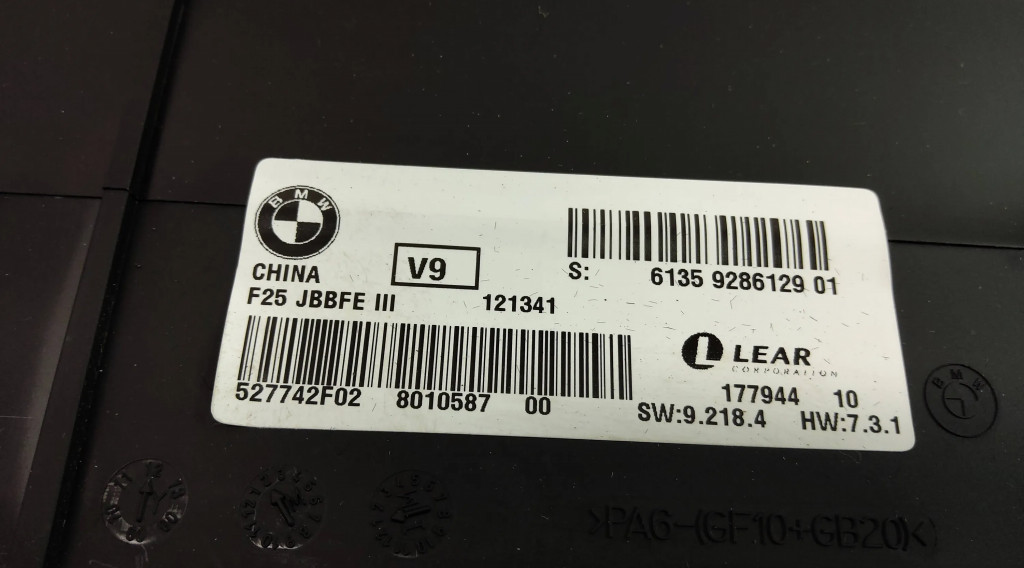 BMW
CHINA
V9
S: 6135 9286129 01
F25 JBBFE III 121341
LEAR
CORPORATION
527742F02 8010587 00
177944 10
SW:9.218.4 HW:7.3.1
BMW
>PA6-(GF10+GB20)<